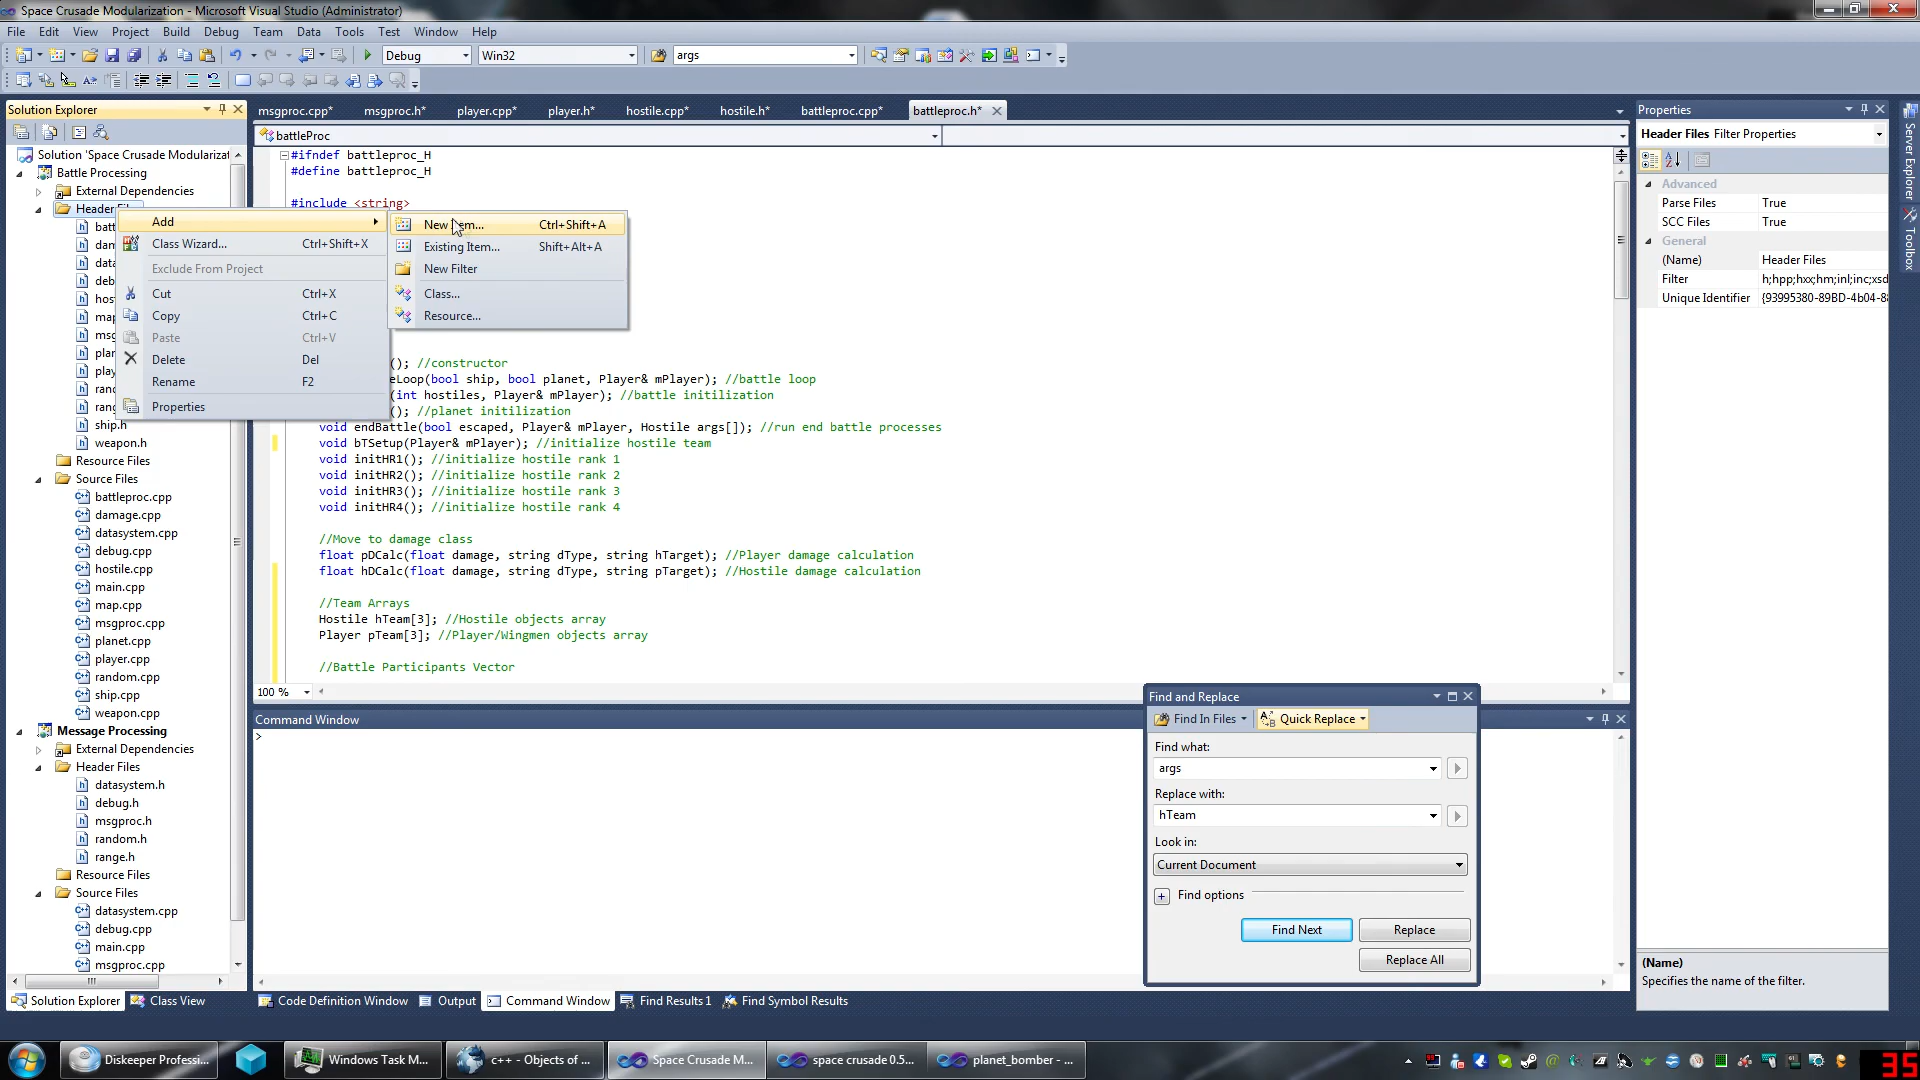 Space Crusade Modularization - Microsoft Visual Studio (Administrator)
File Edit View Project Build Debug Team Data Tools Test Window Help
Debug Win32 args
Solution Explorer
msgproc.cpp* msgproc.h* player.cpp* player.h* hostile.cpp* hostile.h* battleproc.cpp* battleproc.h*
battleProc
Solution 'Space Crusade Modularizat
Battle Processing
External Dependencies
Header Fil
batt
dam
data
deb
host
map
msg
plan
play
ran
rang
ship.h
weapon.h
Resource Files
Source Files
battleproc.cpp
damage.cpp
datasystem.cpp
debug.cpp
hostile.cpp
main.cpp
map.cpp
msgproc.cpp
planet.cpp
player.cpp
random.cpp
ship.cpp
weapon.cpp
Message Processing
External Dependencies
Header Files
datasystem.h
debug.h
msgproc.h
random.h
range.h
Resource Files
Source Files
datasystem.cpp
debug.cpp
main.cpp
msgproc.cpp
Solution Explorer Class View
Add
Class Wizard... Ctrl+Shift+X
Exclude From Project
Cut Ctrl+X
Copy Ctrl+C
Paste Ctrl+V
Delete Del
Rename F2
Properties
New Item... Ctrl+Shift+A
Existing Item... Shift+Alt+A
New Filter
Class...
Resource...
#ifndef battleproc_H
#define battleproc_H
#include <string>
(); //constructor
eLoop(bool ship, bool planet, Player& mPlayer); //battle loop
(int hostiles, Player& mPlayer); //battle initilization
(); //planet initilization
void endBattle(bool escaped, Player& mPlayer, Hostile args[]); //run end battle processes
void bTSetup(Player& mPlayer); //initialize hostile team
void initHR1(); //initialize hostile rank 1
void initHR2(); //initialize hostile rank 2
void initHR3(); //initialize hostile rank 3
void initHR4(); //initialize hostile rank 4
//Move to damage class
float pDCalc(float damage, string dType, string hTarget); //Player damage calculation
float hDCalc(float damage, string dType, string pTarget); //Hostile damage calculation
//Team Arrays
Hostile hTeam[3]; //Hostile objects array
Player pTeam[3]; //Player/Wingmen objects array
//Battle Participants Vector
100 %
Command Window
>
Code Definition Window Output Command Window Find Results 1 Find Symbol Results
Find and Replace
Find In Files Quick Replace
Find what:
args
Replace with:
hTeam
Look in:
Current Document
Find options
Find Next Replace
Replace All
Properties
Header Files Filter Properties
Advanced
Parse Files True
SCC Files True
General
(Name) Header Files
Filter h;hpp;hxx;hm;inl;inc;xsd
Unique Identifier {93995380-89BD-4b04-88
(Name)
Specifies the name of the filter.
Server Explorer
Toolbox
Diskeeper Professi... Windows Task M... c++ - Objects of ... Space Crusade M... space crusade 0.5... planet_bomber - ...
35